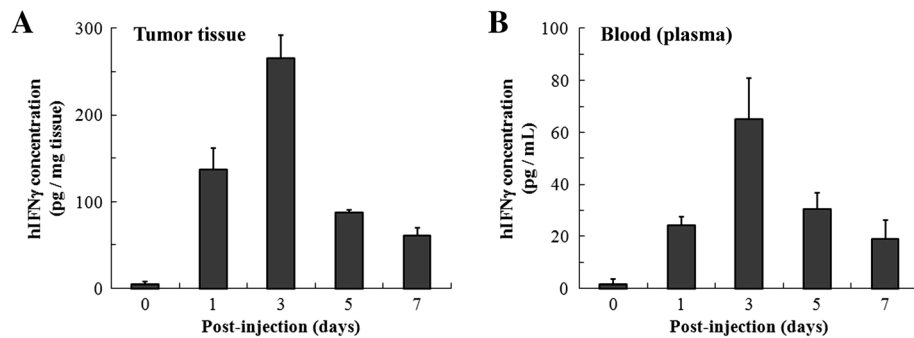 A
Tumor tissue
hIFNγ concentration
(pg / mg tissue)
300
200
100
0
0 1 3 5 7
Post-injection (days)
B
Blood (plasma)
hIFNγ concentration
(pg / mL)
100
80
60
40
20
0
0 1 3 5 7
Post-injection (days)